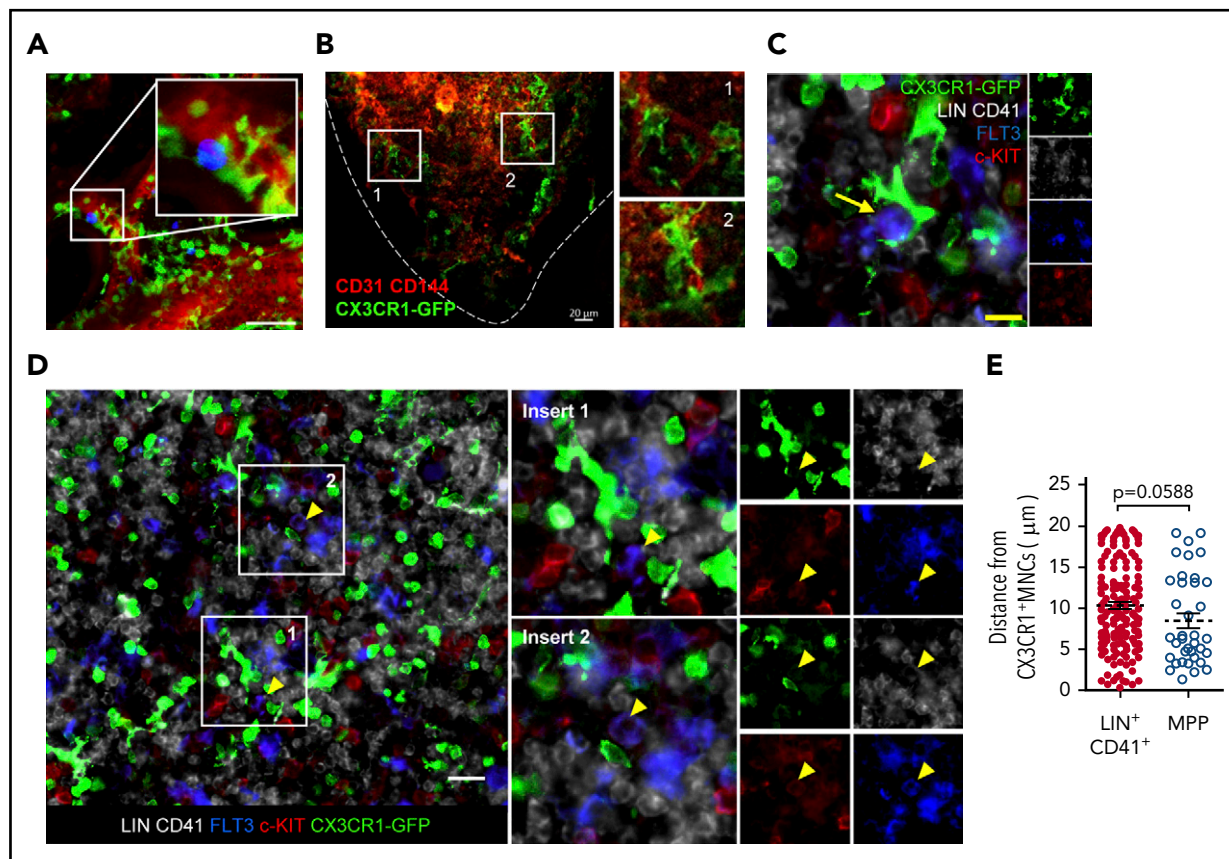 A
B
1
2
CD31 CD144
CX3CR1-GFP
20 μm
1
2
C
CX3CR1-GFP
LIN CD41
FLT3
c-KIT
D
2
1
LIN CD41 FLT3 c-KIT CX3CR1-GFP
Insert 1
Insert 2
E
p=0.0588
Distance from
CX3CR1⁺MNCs ( μm )
25
20
15
10
5
0
LIN⁺
CD41⁺
MPP